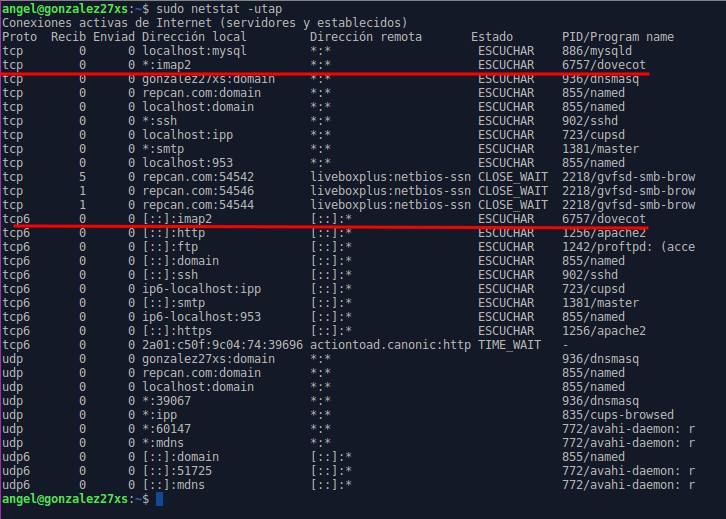 angel@gonzalez27xs:~$ sudo netstat -utap
Conexiones activas de Internet (servidores y establecidos)
Proto Recib Enviad Dirección local Dirección remota Estado PID/Program name
tcp 0 0 localhost:mysql *:* ESCUCHAR 886/mysqld
tcp 0 0 *:imap2 *:* ESCUCHAR 6757/dovecot
tcp 0 0 gonzalez27xs:domain *:* ESCUCHAR 936/dnsmasq
tcp 0 0 repcan.com:domain *:* ESCUCHAR 855/named
tcp 0 0 localhost:domain *:* ESCUCHAR 855/named
tcp 0 0 *:ssh *:* ESCUCHAR 902/sshd
tcp 0 0 localhost:ipp *:* ESCUCHAR 723/cupsd
tcp 0 0 *:smtp *:* ESCUCHAR 1381/master
tcp 0 0 localhost:953 *:* ESCUCHAR 855/named
tcp 5 0 repcan.com:54542 liveboxplus:netbios-ssn CLOSE_WAIT 2218/gvfsd-smb-brow
tcp 1 0 repcan.com:54546 liveboxplus:netbios-ssn CLOSE_WAIT 2218/gvfsd-smb-brow
tcp 1 0 repcan.com:54544 liveboxplus:netbios-ssn CLOSE_WAIT 2218/gvfsd-smb-brow
tcp6 0 0 [::]:imap2 [::]:* ESCUCHAR 6757/dovecot
tcp6 0 0 [::]:http [::]:* ESCUCHAR 1256/apache2
tcp6 0 0 [::]:ftp [::]:* ESCUCHAR 1242/proftpd: (acce
tcp6 0 0 [::]:domain [::]:* ESCUCHAR 855/named
tcp6 0 0 [::]:ssh [::]:* ESCUCHAR 902/sshd
tcp6 0 0 ip6-localhost:ipp [::]:* ESCUCHAR 723/cupsd
tcp6 0 0 [::]:smtp [::]:* ESCUCHAR 1381/master
tcp6 0 0 ip6-localhost:953 [::]:* ESCUCHAR 855/named
tcp6 0 0 [::]:https [::]:* ESCUCHAR 1256/apache2
tcp6 0 0 2a01:c50f:9c04:74:39696 actiontoad.canonic:http TIME_WAIT -
udp 0 0 gonzalez27xs:domain *:* 936/dnsmasq
udp 0 0 repcan.com:domain *:* 855/named
udp 0 0 localhost:domain *:* 855/named
udp 0 0 *:39067 *:* 936/dnsmasq
udp 0 0 *:ipp *:* 835/cups-browsed
udp 0 0 *:60147 *:* 772/avahi-daemon: r
udp 0 0 *:mdns *:* 772/avahi-daemon: r
udp6 0 0 [::]:domain [::]:* 855/named
udp6 0 0 [::]:51725 [::]:* 772/avahi-daemon: r
udp6 0 0 [::]:mdns [::]:* 772/avahi-daemon: r
angel@gonzalez27xs:~$